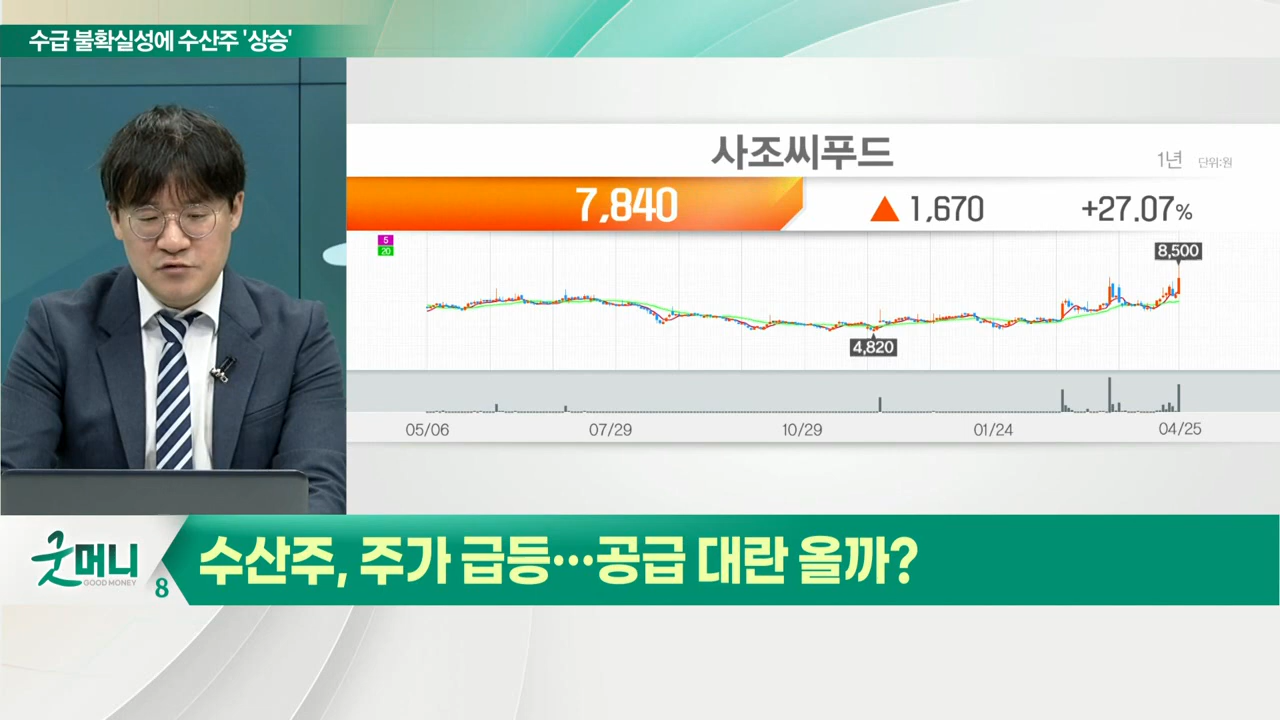 수급 불확실성에 수산주 '상승'
사조씨푸드
1년 단위:원
7,840
▲ 1,670
+27.07%
5
20
8,500
4,820
05/06
07/29
10/29
01/24
04/25
굿머니
GOOD MONEY
8
수산주, 주가 급등…공급 대란 올까?